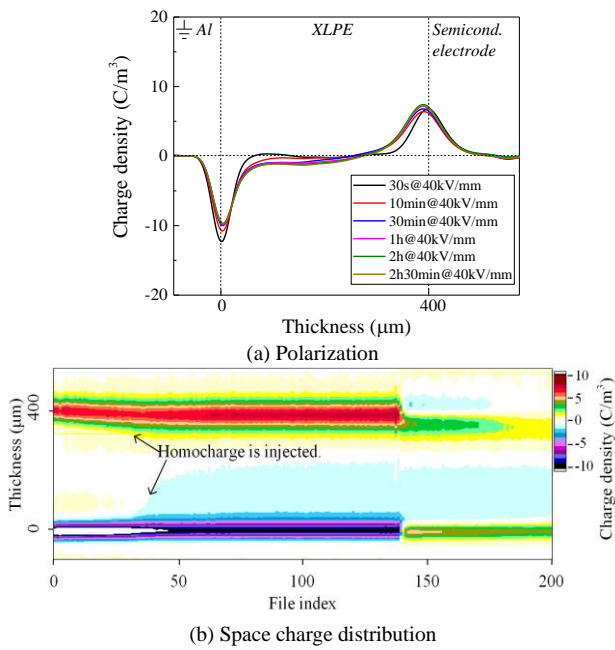 Al
XLPE
Semicond.
electrode
Charge density (C/m³)
20
10
0
-10
-20
30s@40kV/mm
10min@40kV/mm
30min@40kV/mm
1h@40kV/mm
2h@40kV/mm
2h30min@40kV/mm
0
400
Thickness (µm)
(a) Polarization
Thickness (µm)
400
0
Homocharge is injected.
10
5
0
-5
-10
Charge density (C/m³)
0
50
100
150
200
File index
(b) Space charge distribution